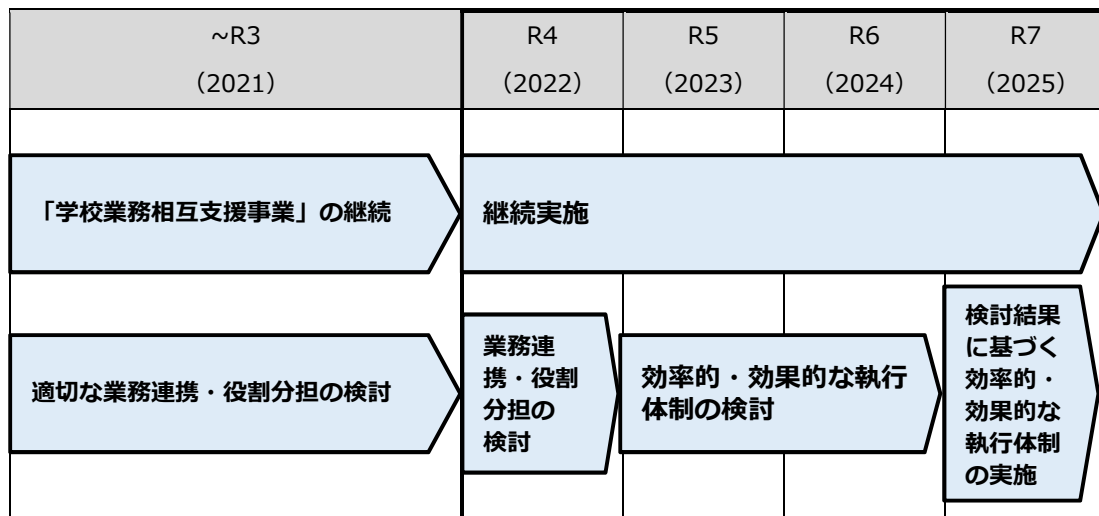 ~R3
（2021）
R4
（2022）
R5
（2023）
R6
（2024）
R7
（2025）
「学校業務相互支援事業」の継続
継続実施
適切な業務連携・役割分担の検討
業務連
携・役割
分担の
検討
効率的・効果的な執行
体制の検討
検討結果
に基づく
効率的・
効果的な
執行体制
の実施